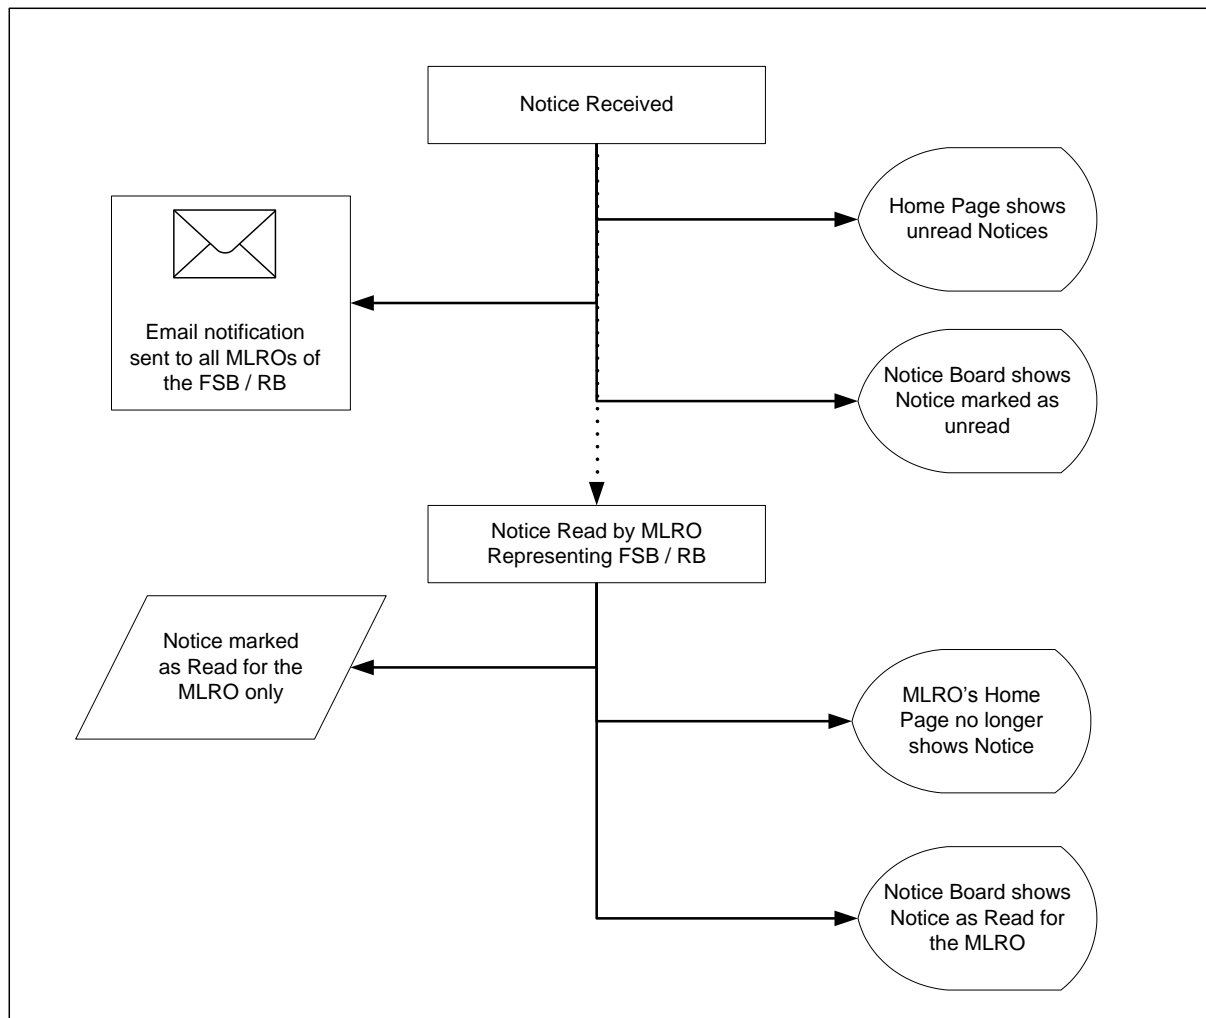 Notice Received
Home Page shows
unread Notices
Email notification
sent to all MLROs of
the FSB / RB
Notice Board shows
Notice marked as
unread
Notice Read by MLRO
Representing FSB / RB
Notice marked
as Read for the
MLRO only
MLRO’s Home
Page no longer
shows Notice
Notice Board shows
Notice as Read for
the MLRO